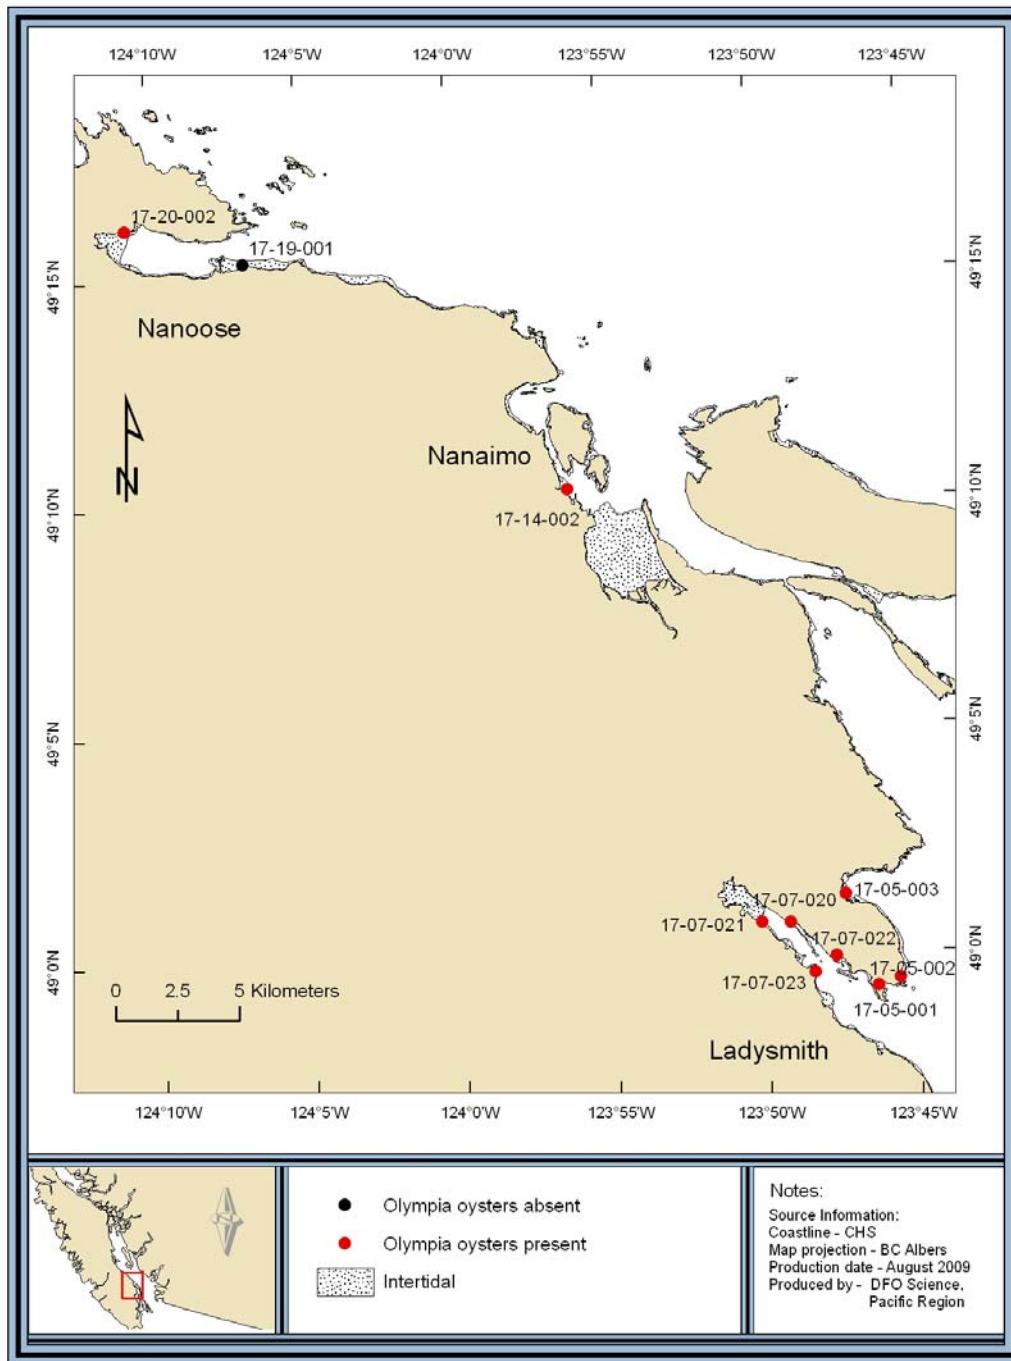 124°10'W 124°5'W 124°0'W 123°55'W 123°50'W 123°45'W
17-20-002
17-19-001
49°15'N
49°15'N
Nanoose
N
Nanaimo
17-14-002
49°10'N
49°10'N
49°5'N
49°5'N
17-05-003
17-07-020
17-07-021
17-07-022
17-05-002
49°0'N
49°0'N
17-07-023
17-05-001
0 2.5 5 Kilometers
Ladysmith
124°10'W 124°5'W 124°0'W 123°55'W 123°50'W 123°45'W
Olympia oysters absent
Olympia oysters present
Intertidal
Notes:
Source Information:
Coastline - CHS
Map projection - BC Albers
Production date - August 2009
Produced by - DFO Science,
Pacific Region